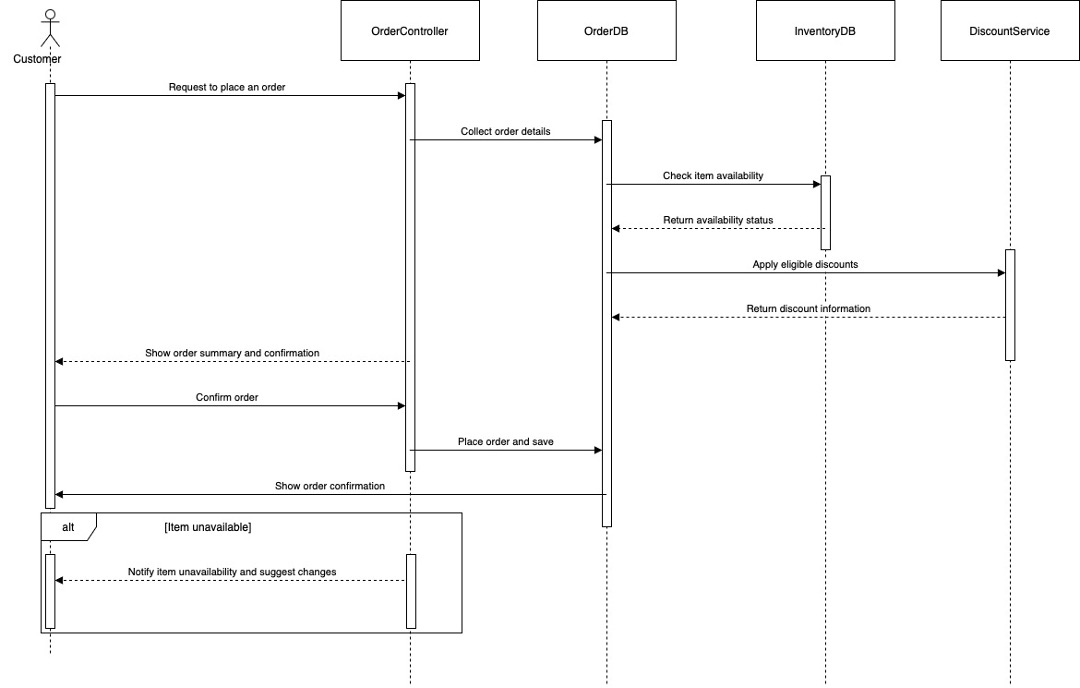 OrderController
OrderDB
InventoryDB
DiscountService
Customer
Request to place an order
Collect order details
Check item availability
Return availability status
Apply eligible discounts
Return discount information
Show order summary and confirmation
Confirm order
Place order and save
Show order confirmation
alt
[Item unavailable]
Notify item unavailability and suggest changes